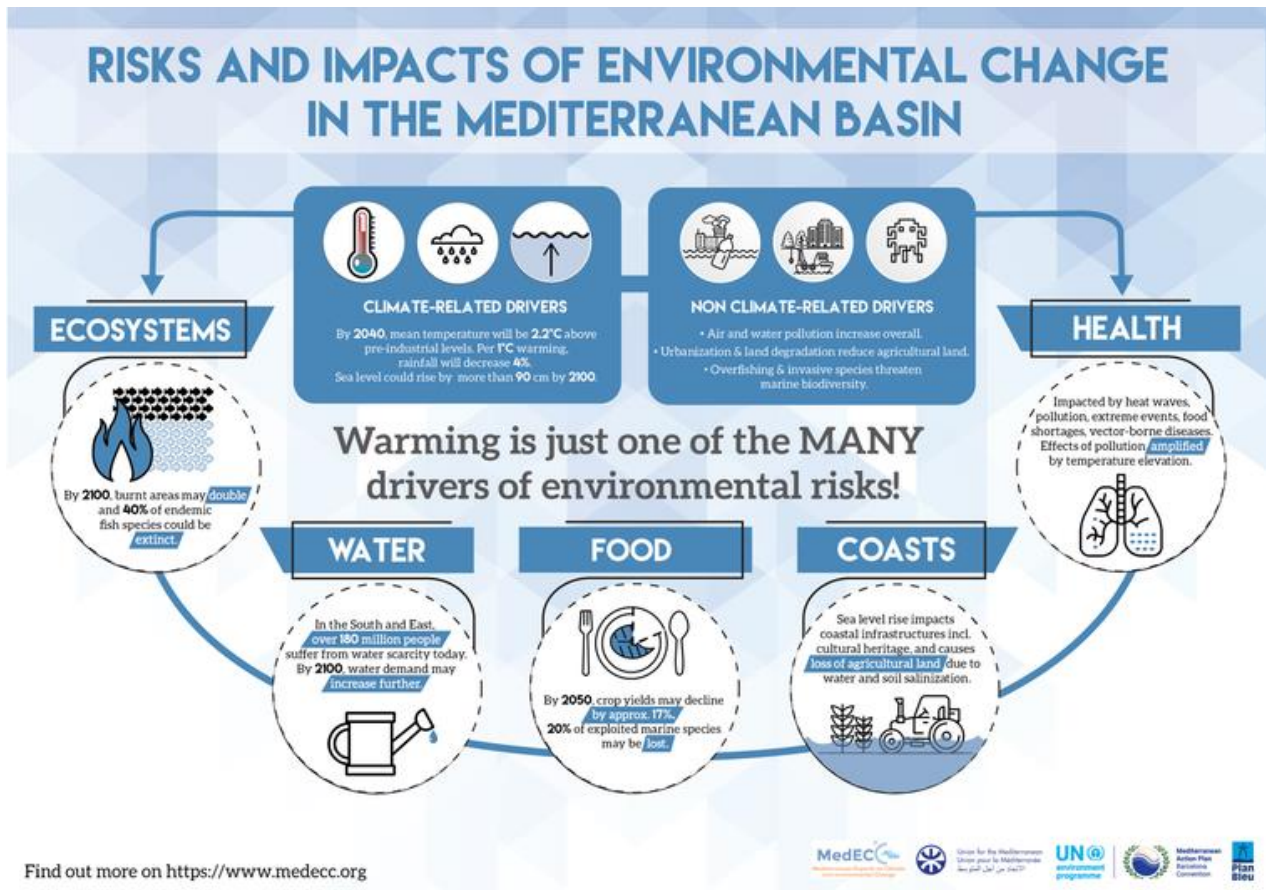 RISKS AND IMPACTS OF ENVIRONMENTAL CHANGE
IN THE MEDITERRANEAN BASIN
CLIMATE-RELATED DRIVERS
By 2040, mean temperature will be 2.2°C above
pre-industrial levels. Per 1°C warming,
rainfall will decrease 4%.
Sea level could rise by more than 90 cm by 2100.
NON CLIMATE-RELATED DRIVERS
• Air and water pollution increase overall.
• Urbanization & land degradation reduce agricultural land.
• Overfishing & invasive species threaten
marine biodiversity.
ECOSYSTEMS
By 2100, burnt areas may double
and 40% of endemic
fish species could be
extinct.
HEALTH
Impacted by heat waves,
pollution, extreme events, food
shortages, vector-borne diseases.
Effects of pollution amplified
by temperature elevation.
Warming is just one of the MANY
drivers of environmental risks!
WATER
In the South and East,
over 180 million people
suffer from water scarcity today.
By 2100, water demand may
increase further.
FOOD
By 2050, crop yields may decline
by approx. 17%.
20% of exploited marine species
may be lost.
COASTS
Sea level rise impacts
coastal infrastructures incl.
cultural heritage, and causes
loss of agricultural land due to
water and soil salinization.
Find out more on https://www.medecc.org
MedECC
Union for the Mediterranean
Union pour la Méditerranée
الاتحاد من أجل المتوسط
UN
environment
programme
Mediterranean
Action Plan
Barcelona
Convention
Plan
Bleu